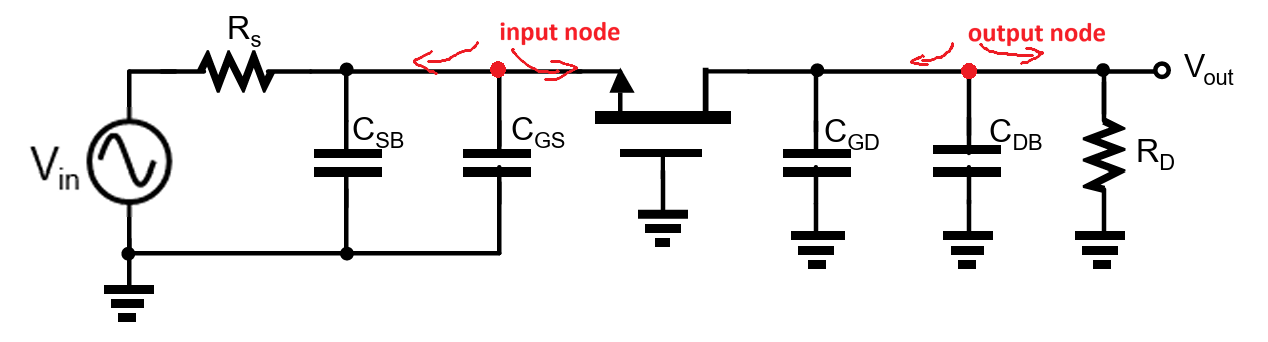 Rs
input node
output node
Vout
CSB
CGS
CGD
CDB
Vin
RD